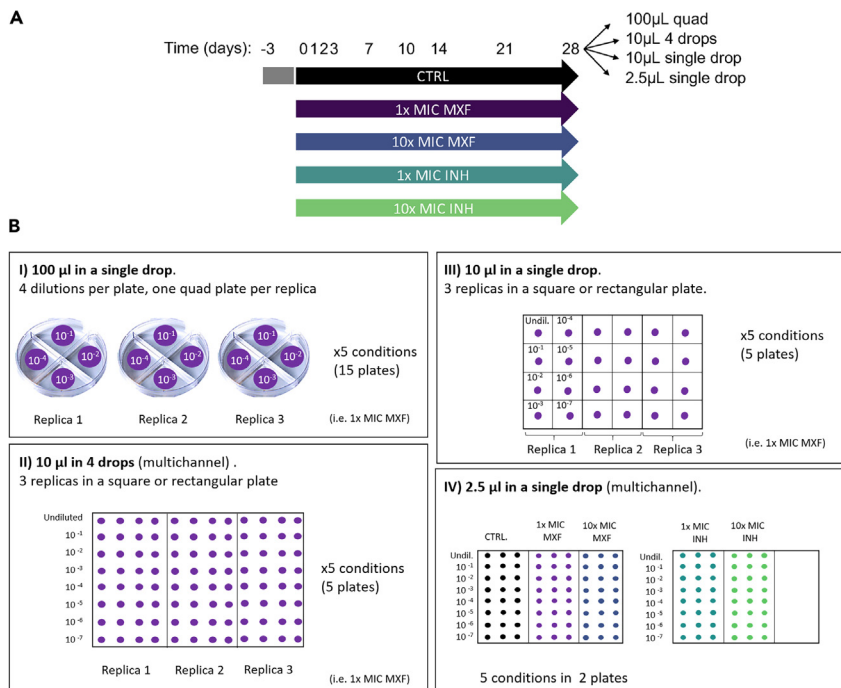 A
Time (days): -3 0 1 2 3 7 10 14 21 28
100µL quad
10µL 4 drops
10µL single drop
2.5µL single drop
CTRL
1x MIC MXF
10x MIC MXF
1x MIC INH
10x MIC INH
B
I) 100 µl in a single drop.
4 dilutions per plate, one quad plate per replica
10⁻¹ 10⁻¹ 10⁻¹
10⁻⁴ 10⁻² 10⁻⁴ 10⁻² 10⁻⁴ 10⁻²
10⁻³ 10⁻³ 10⁻³
Replica 1 Replica 2 Replica 3
x5 conditions
(15 plates)
(i.e. 1x MIC MXF)
II) 10 µl in 4 drops (multichannel) .
3 replicas in a square or rectangular plate
Undiluted
10⁻¹
10⁻²
10⁻³
10⁻⁴
10⁻⁵
10⁻⁶
10⁻⁷
Replica 1 Replica 2 Replica 3
x5 conditions
(5 plates)
(i.e. 1x MIC MXF)
III) 10 µl in a single drop.
3 replicas in a square or rectangular plate.
Undil. 10⁻⁴
10⁻¹ 10⁻⁵
10⁻² 10⁻⁶
10⁻³ 10⁻⁷
Replica 1 Replica 2 Replica 3
x5 conditions
(5 plates)
(i.e. 1x MIC MXF)
IV) 2.5 µl in a single drop (multichannel).
CTRL. 1x MIC MXF 10x MIC MXF
Undil.
10⁻¹
10⁻²
10⁻³
10⁻⁴
10⁻⁵
10⁻⁶
10⁻⁷
1x MIC INH 10x MIC INH
Undil.
10⁻¹
10⁻²
10⁻³
10⁻⁴
10⁻⁵
10⁻⁶
10⁻⁷
5 conditions in 2 plates